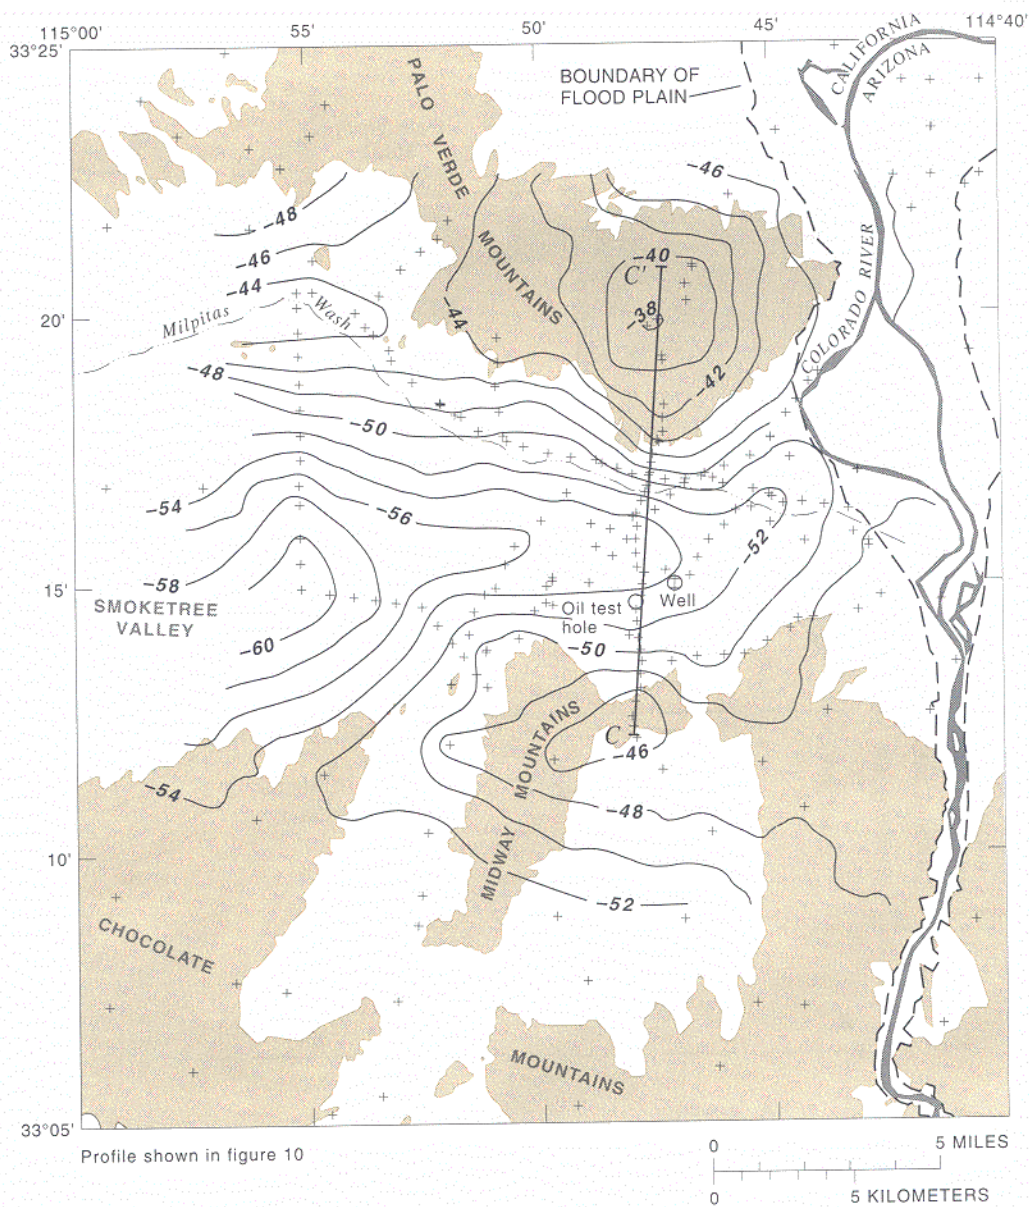 115°00'
55'
50'
45'
114°40'
33°25'
CALIFORNIA
ARIZONA
BOUNDARY OF
FLOOD PLAIN
PALO VERDE
MOUNTAINS
−46
−48
−46
−44
−40
C'
−38
−44
−42
COLORADO RIVER
20'
Milpitas Wash
−48
−50
−54
−56
−52
−58
15'
SMOKETREE
VALLEY
Oil test
hole
Well
−60
−50
MOUNTAINS
C
−46
−54
−48
10'
MIDWAY
−52
CHOCOLATE
MOUNTAINS
33°05'
Profile shown in figure 10
0
5 MILES
0
5 KILOMETERS